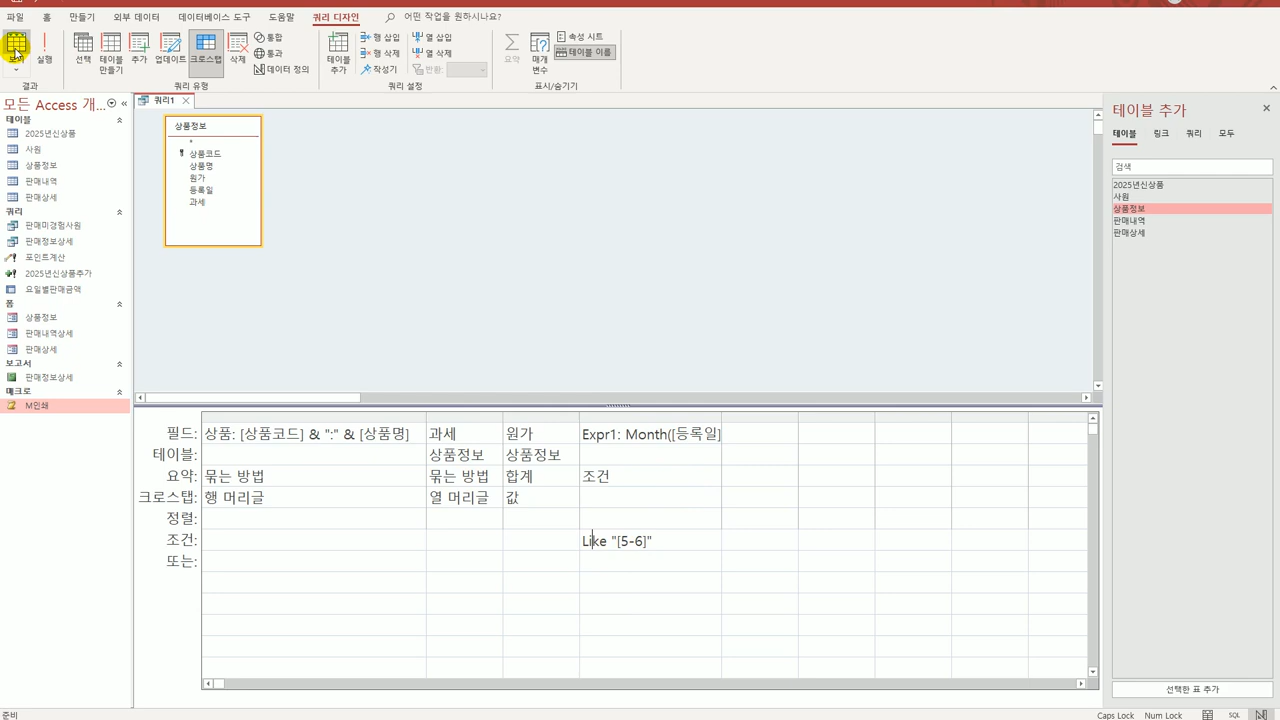 파일 홈 만들기 외부 데이터 데이터베이스 도구 도움말 쿼리 디자인 어떤 작업을 원하시나요?
실행 선택 테이블 만들기 추가 업데이트 크로스탭 삭제 통합 통과 데이터 정의
테이블 추가 행 삽입 행 삭제 작성기 열 삽입 열 삭제 반환:
요약 매개 변수 속성 시트 테이블 이름
결과 쿼리 유형 쿼리 설정 표시/숨기기
모든 Access 개...
테이블
2025년신상품
사원
상품정보
판매내역
판매상세
쿼리
판매미경험사원
판매정보상세
포인트계산
2025년신상품추가
요일별판매금액
폼
상품정보
판매내역상세
판매상세
보고서
판매정보상세
매크로
M인쇄
쿼리1
상품정보
*
상품코드
상품명
원가
등록일
과세
필드: 상품: [상품코드] & ":" & [상품명] 과세 원가 Expr1: Month([등록일]
테이블: 상품정보 상품정보
요약: 묶는 방법 묶는 방법 합계 조건
크로스탭: 행 머리글 열 머리글 값
정렬:
조건: Like "[5-6]"
또는:
테이블 추가
테이블 링크 쿼리 모두
검색
2025년신상품
사원
상품정보
판매내역
판매상세
선택한 표 추가
준비 Caps Lock Num Lock SQL